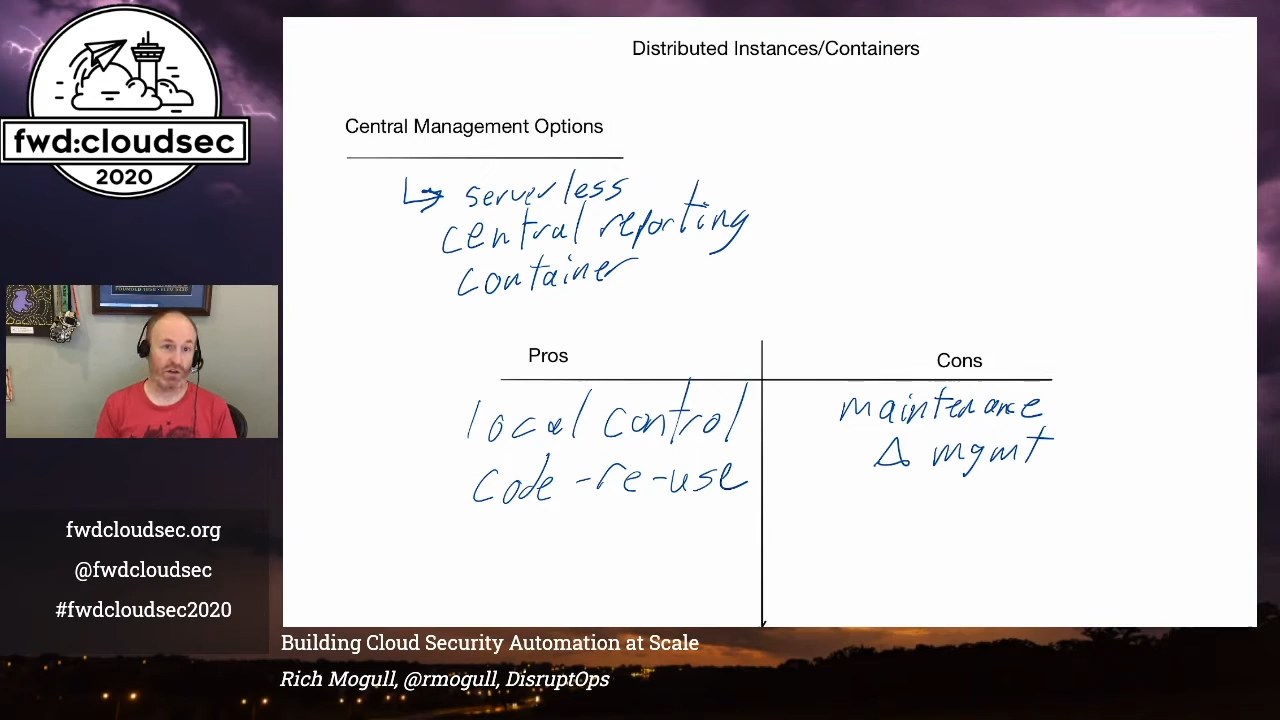 fwd:cloudsec
2020
Distributed Instances/Containers
Central Management Options
↳ serverless
central reporting
container
Pros
Cons
local control
code-re-use
maintenance
Δ mgmt
fwdcloudsec.org
@fwdcloudsec
#fwdcloudsec2020
Building Cloud Security Automation at Scale
Rich Mogull, @rmogull, DisruptOps